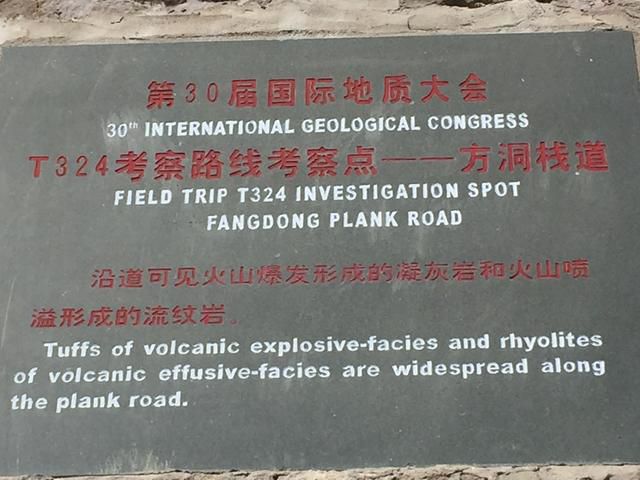 第30届国际地质大会
30th INTERNATIONAL GEOLOGICAL CONGRESS
T324考察路线考察点——方洞栈道
FIELD TRIP T324 INVESTIGATION SPOT
FANGDONG PLANK ROAD
沿道可见火山爆发形成的凝灰岩和火山喷
溢形成的流纹岩。
Tuffs of volcanic explosive-facies and rhyolites
of volcanic effusive-facies are widespread along
the plank road.